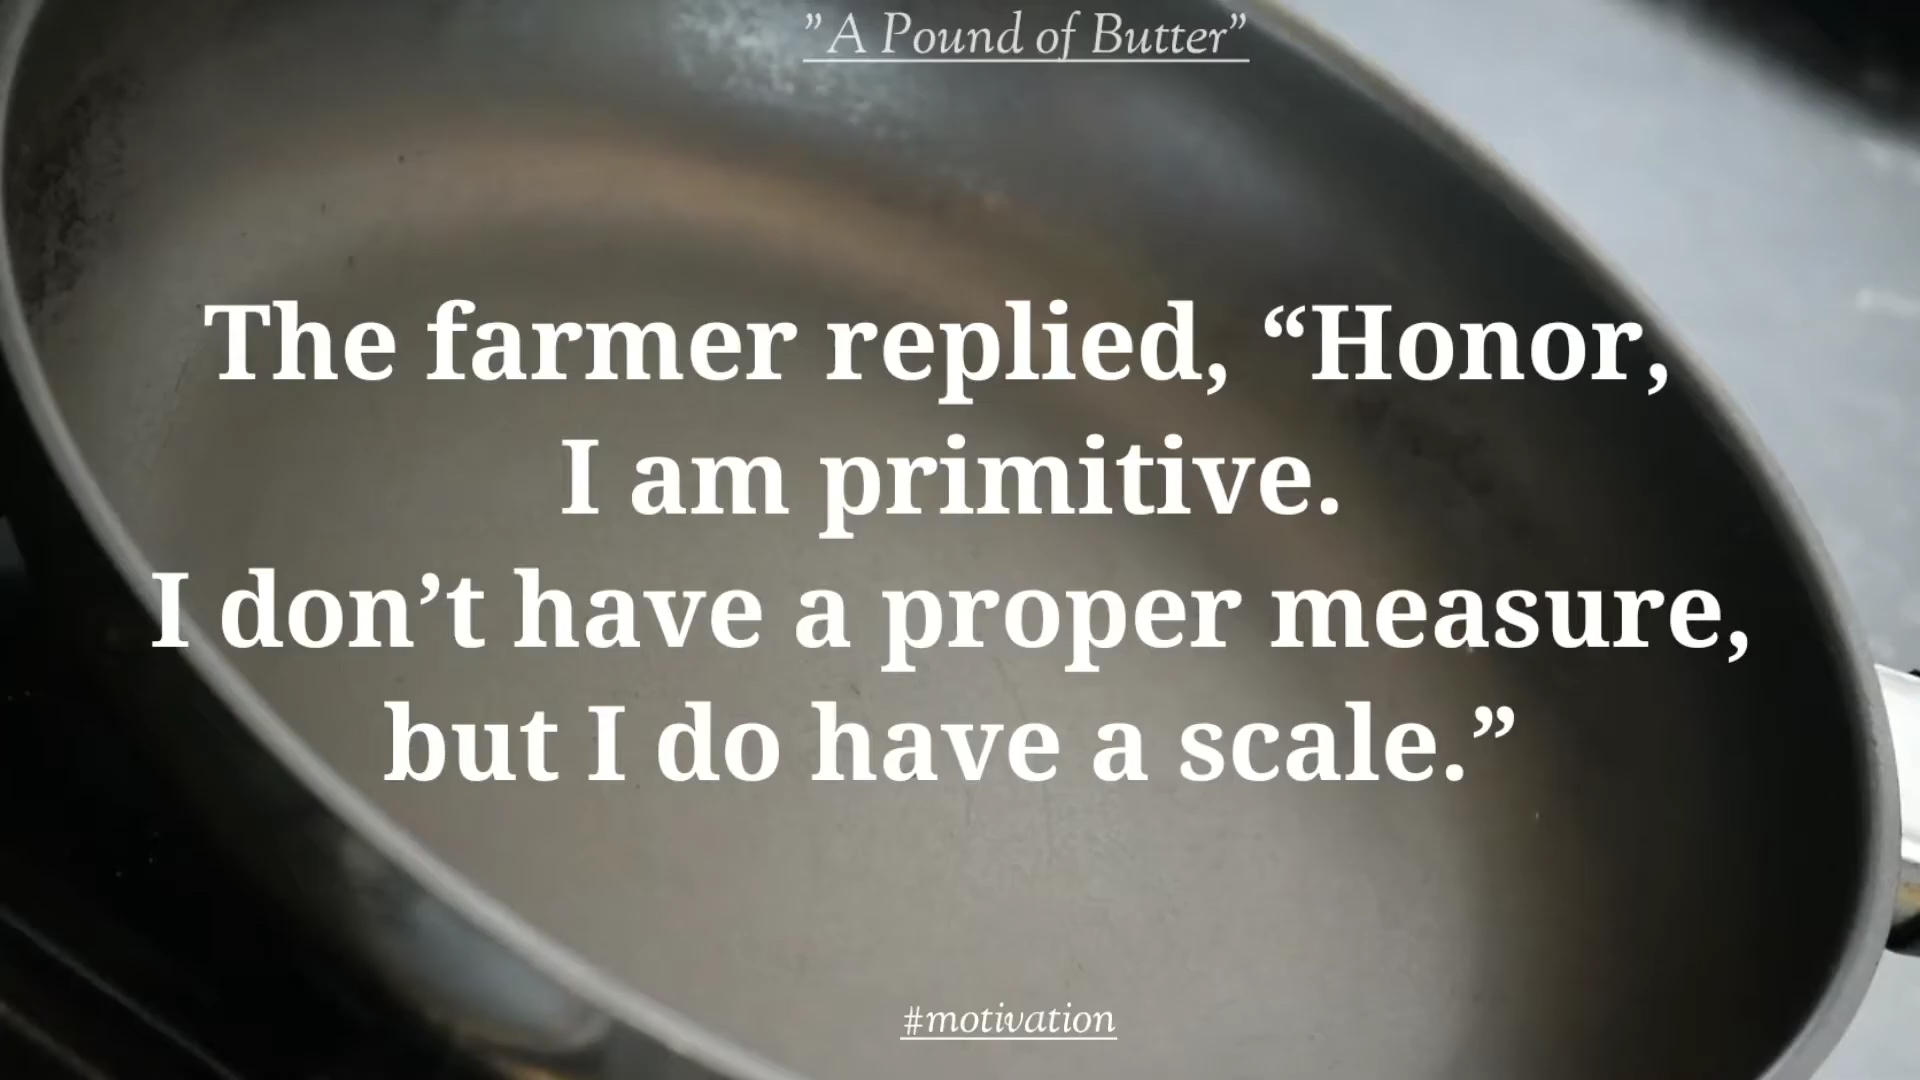 ”A Pound of Butter”
The farmer replied, “Honor,
I am primitive.
I don’t have a proper measure,
but I do have a scale.”
#motivation